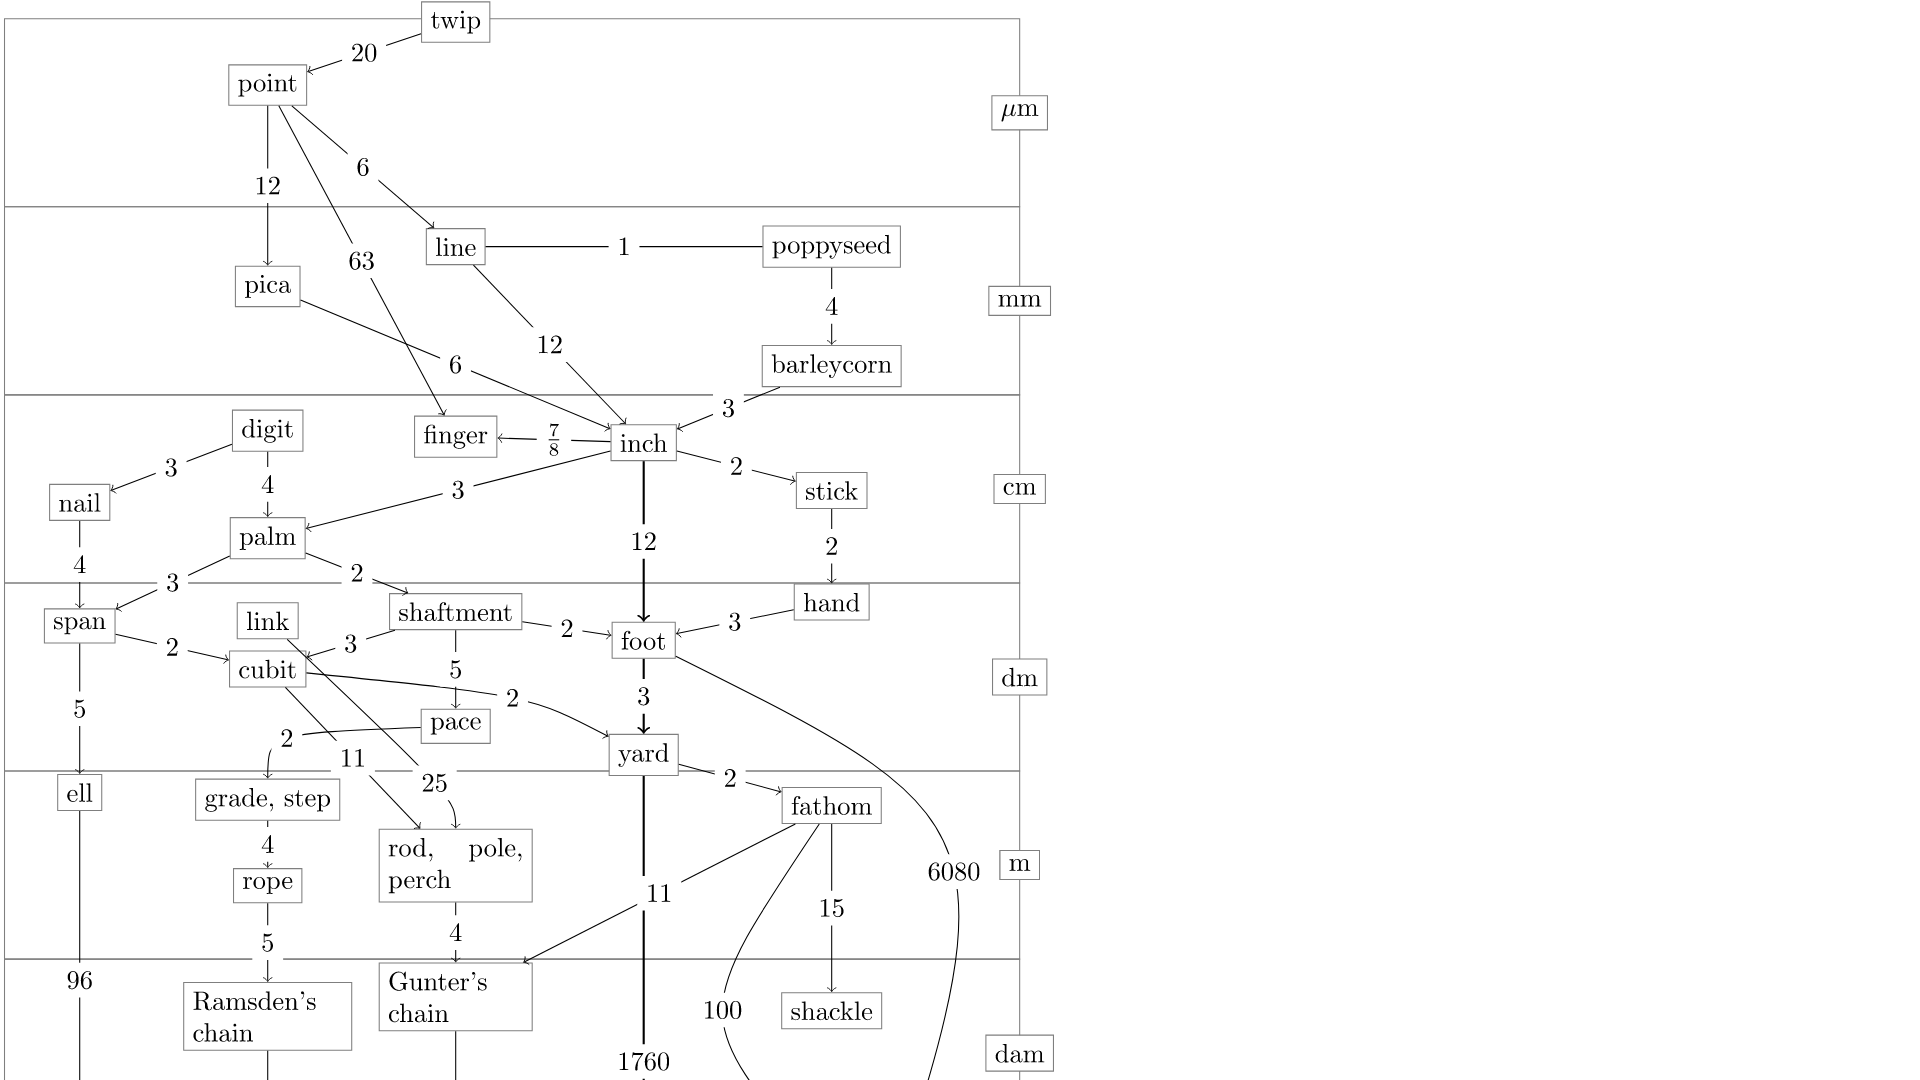 twip
20
point
μm
6
12
line
1
poppyseed
63
pica
mm
4
12
6
barleycorn
3
digit
finger
7/8
inch
3
2
4
3
stick
cm
nail
palm
12
2
4
3
2
hand
link
shaftment
span
2
3
foot
2
3
cubit
5
dm
5
2
3
pace
2
11
yard
2
25
ell
grade, step
fathom
4
rod, pole,
perch
m
6080
rope
11
15
4
5
96
Gunter's
chain
Ramsden's
chain
100
shackle
dam
1760